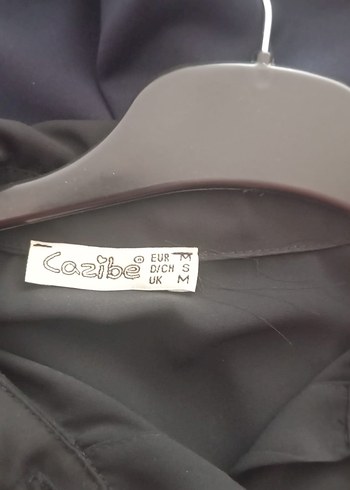 Cazibe
EUR M
D/CH S
UK M